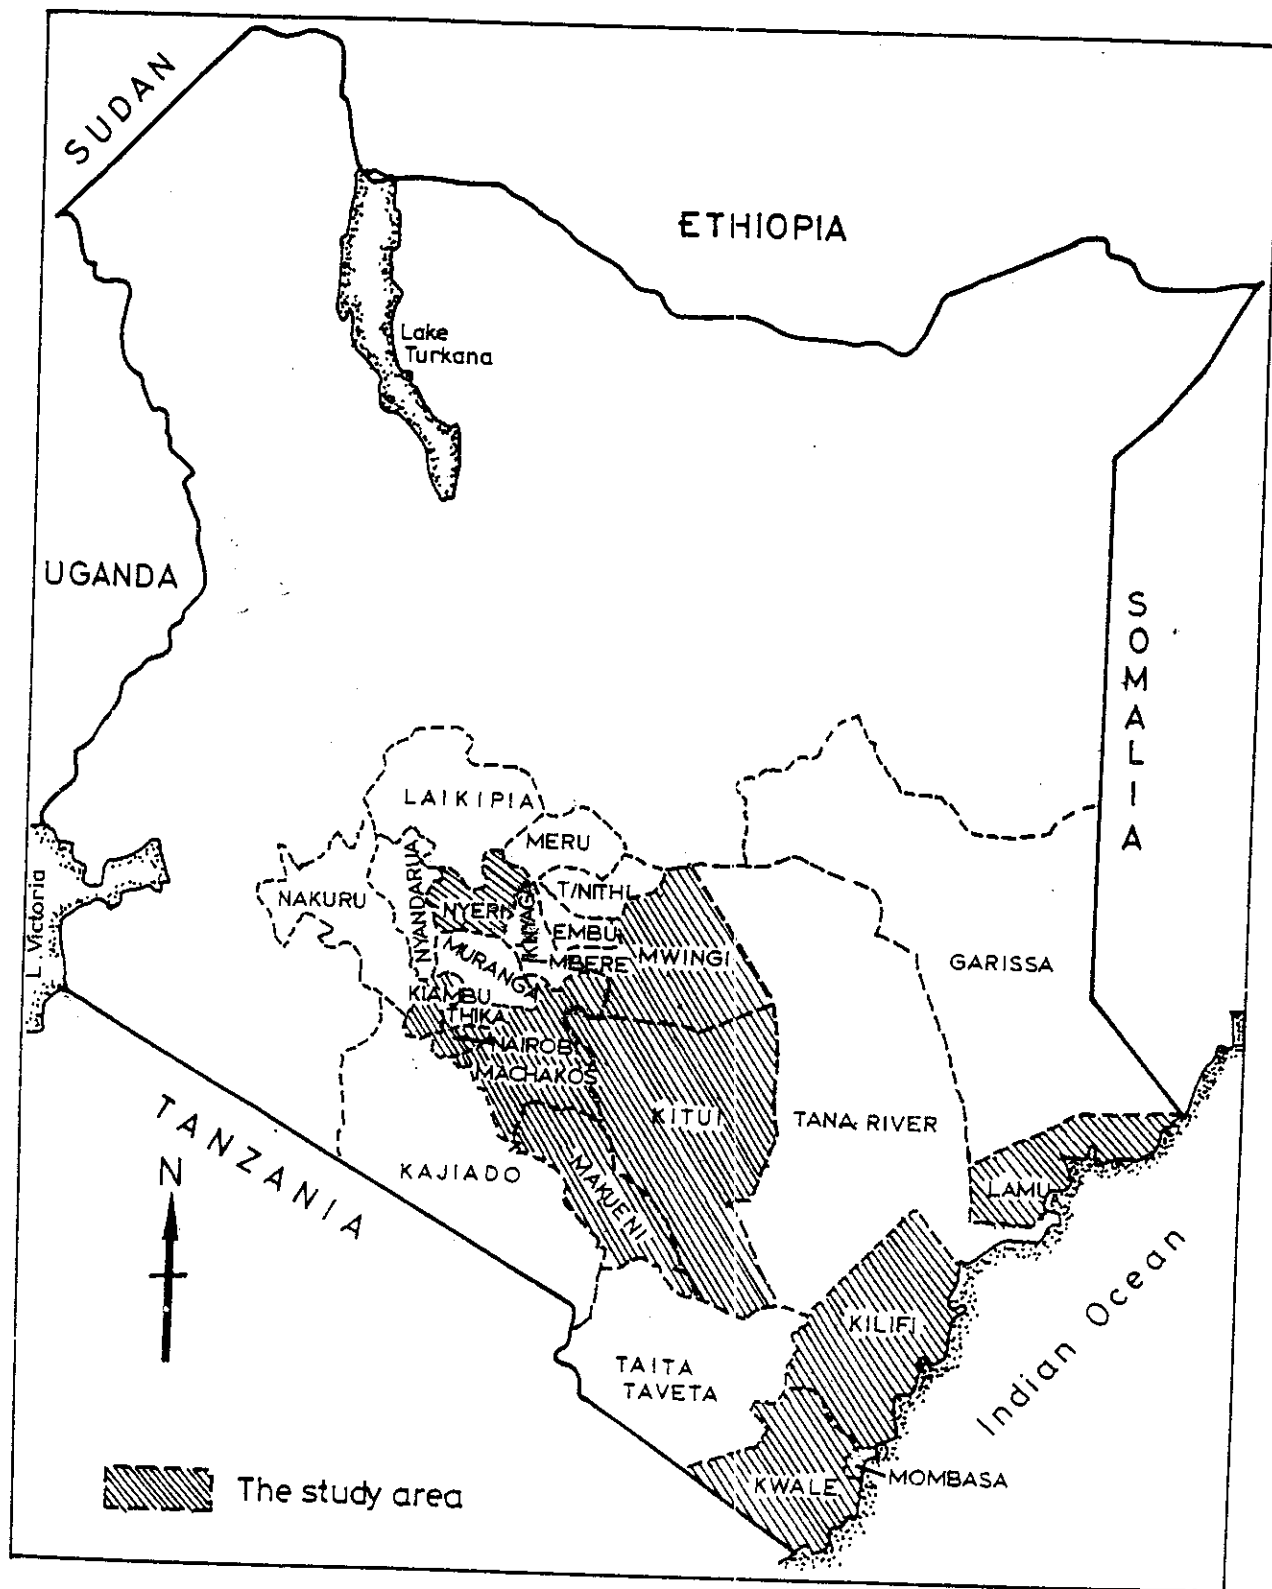 SUDAN
ETHIOPIA
Lake
Turkana
UGANDA
SOMALIA
LAIKIPIA
MERU
T/NITHI
NAKURU
NYANDARUA
NYERI
K/NYAGA
EMBU
MBERE
MWINGI
L. Victoria
MURANGA
GARISSA
KIAMBU
THIKA
NAIROBI
MACHAKOS
KITUI
TANA RIVER
TANZANIA
N
KAJIADO
MAKUENI
LAMU
KILIFI
Indian Ocean
TAITA
TAVETA
KWALE
MOMBASA
The study area